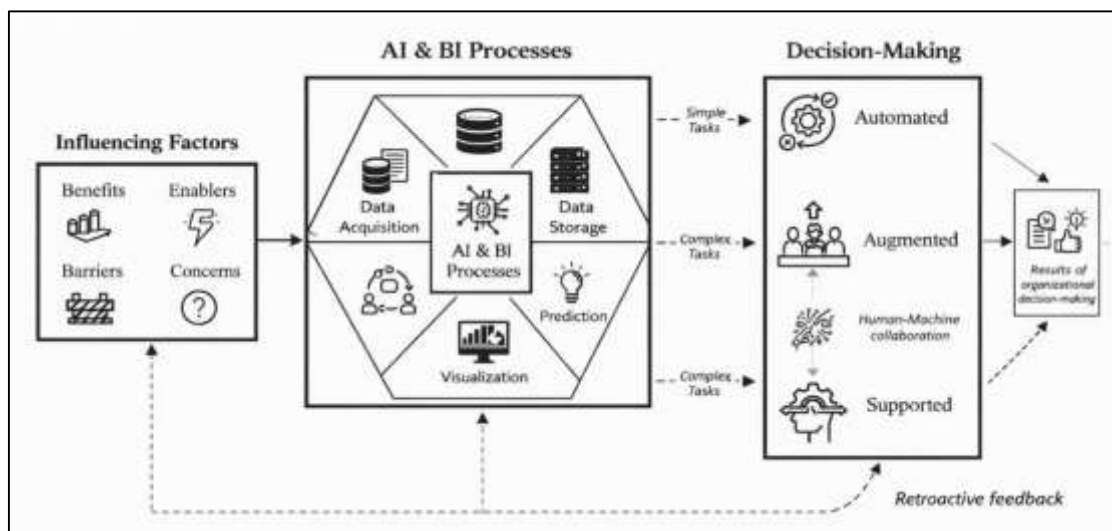 AI & BI Processes
Decision-Making
Influencing Factors
Benefits
Enablers
Barriers
Concerns
?
Data
Acquisition
Data
Storage
AI & BI
Processes
Prediction
Visualization
Simple
Tasks
Complex
Tasks
Complex
Tasks
Automated
Augmented
Human-Machine
collaboration
Supported
Results of
organizational
decision-making
Retroactive feedback